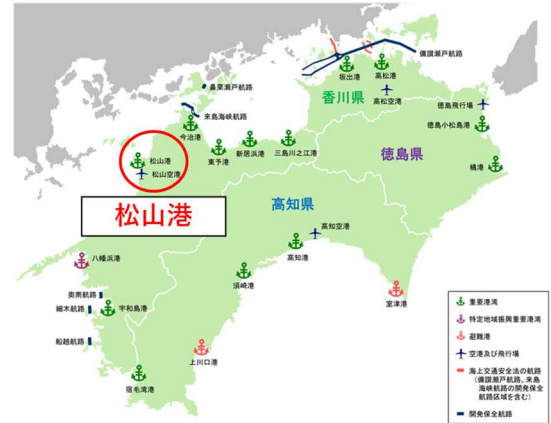 備讃瀬戸航路
坂出港
高松港
鼻栗瀬戸航路
香川県
高松空港
徳島飛行場
来島海峡航路
今治港
徳島小松島港
東予港
新居浜港
三島川之江港
徳島県
松山港
松山空港
橘港
松山港
高知県
高知空港
高知港
八幡浜港
須崎港
室津港
奥南航路
細木航路
宇和島港
船越航路
上川口港
宿毛湾港
重要港湾
特定地域振興重要港湾
避難港
空港及び飛行場
海上交通安全法の航路
(備讃瀬戸航路、来島
海峡航路の開発保全
航路区域を含む)
開発保全航路